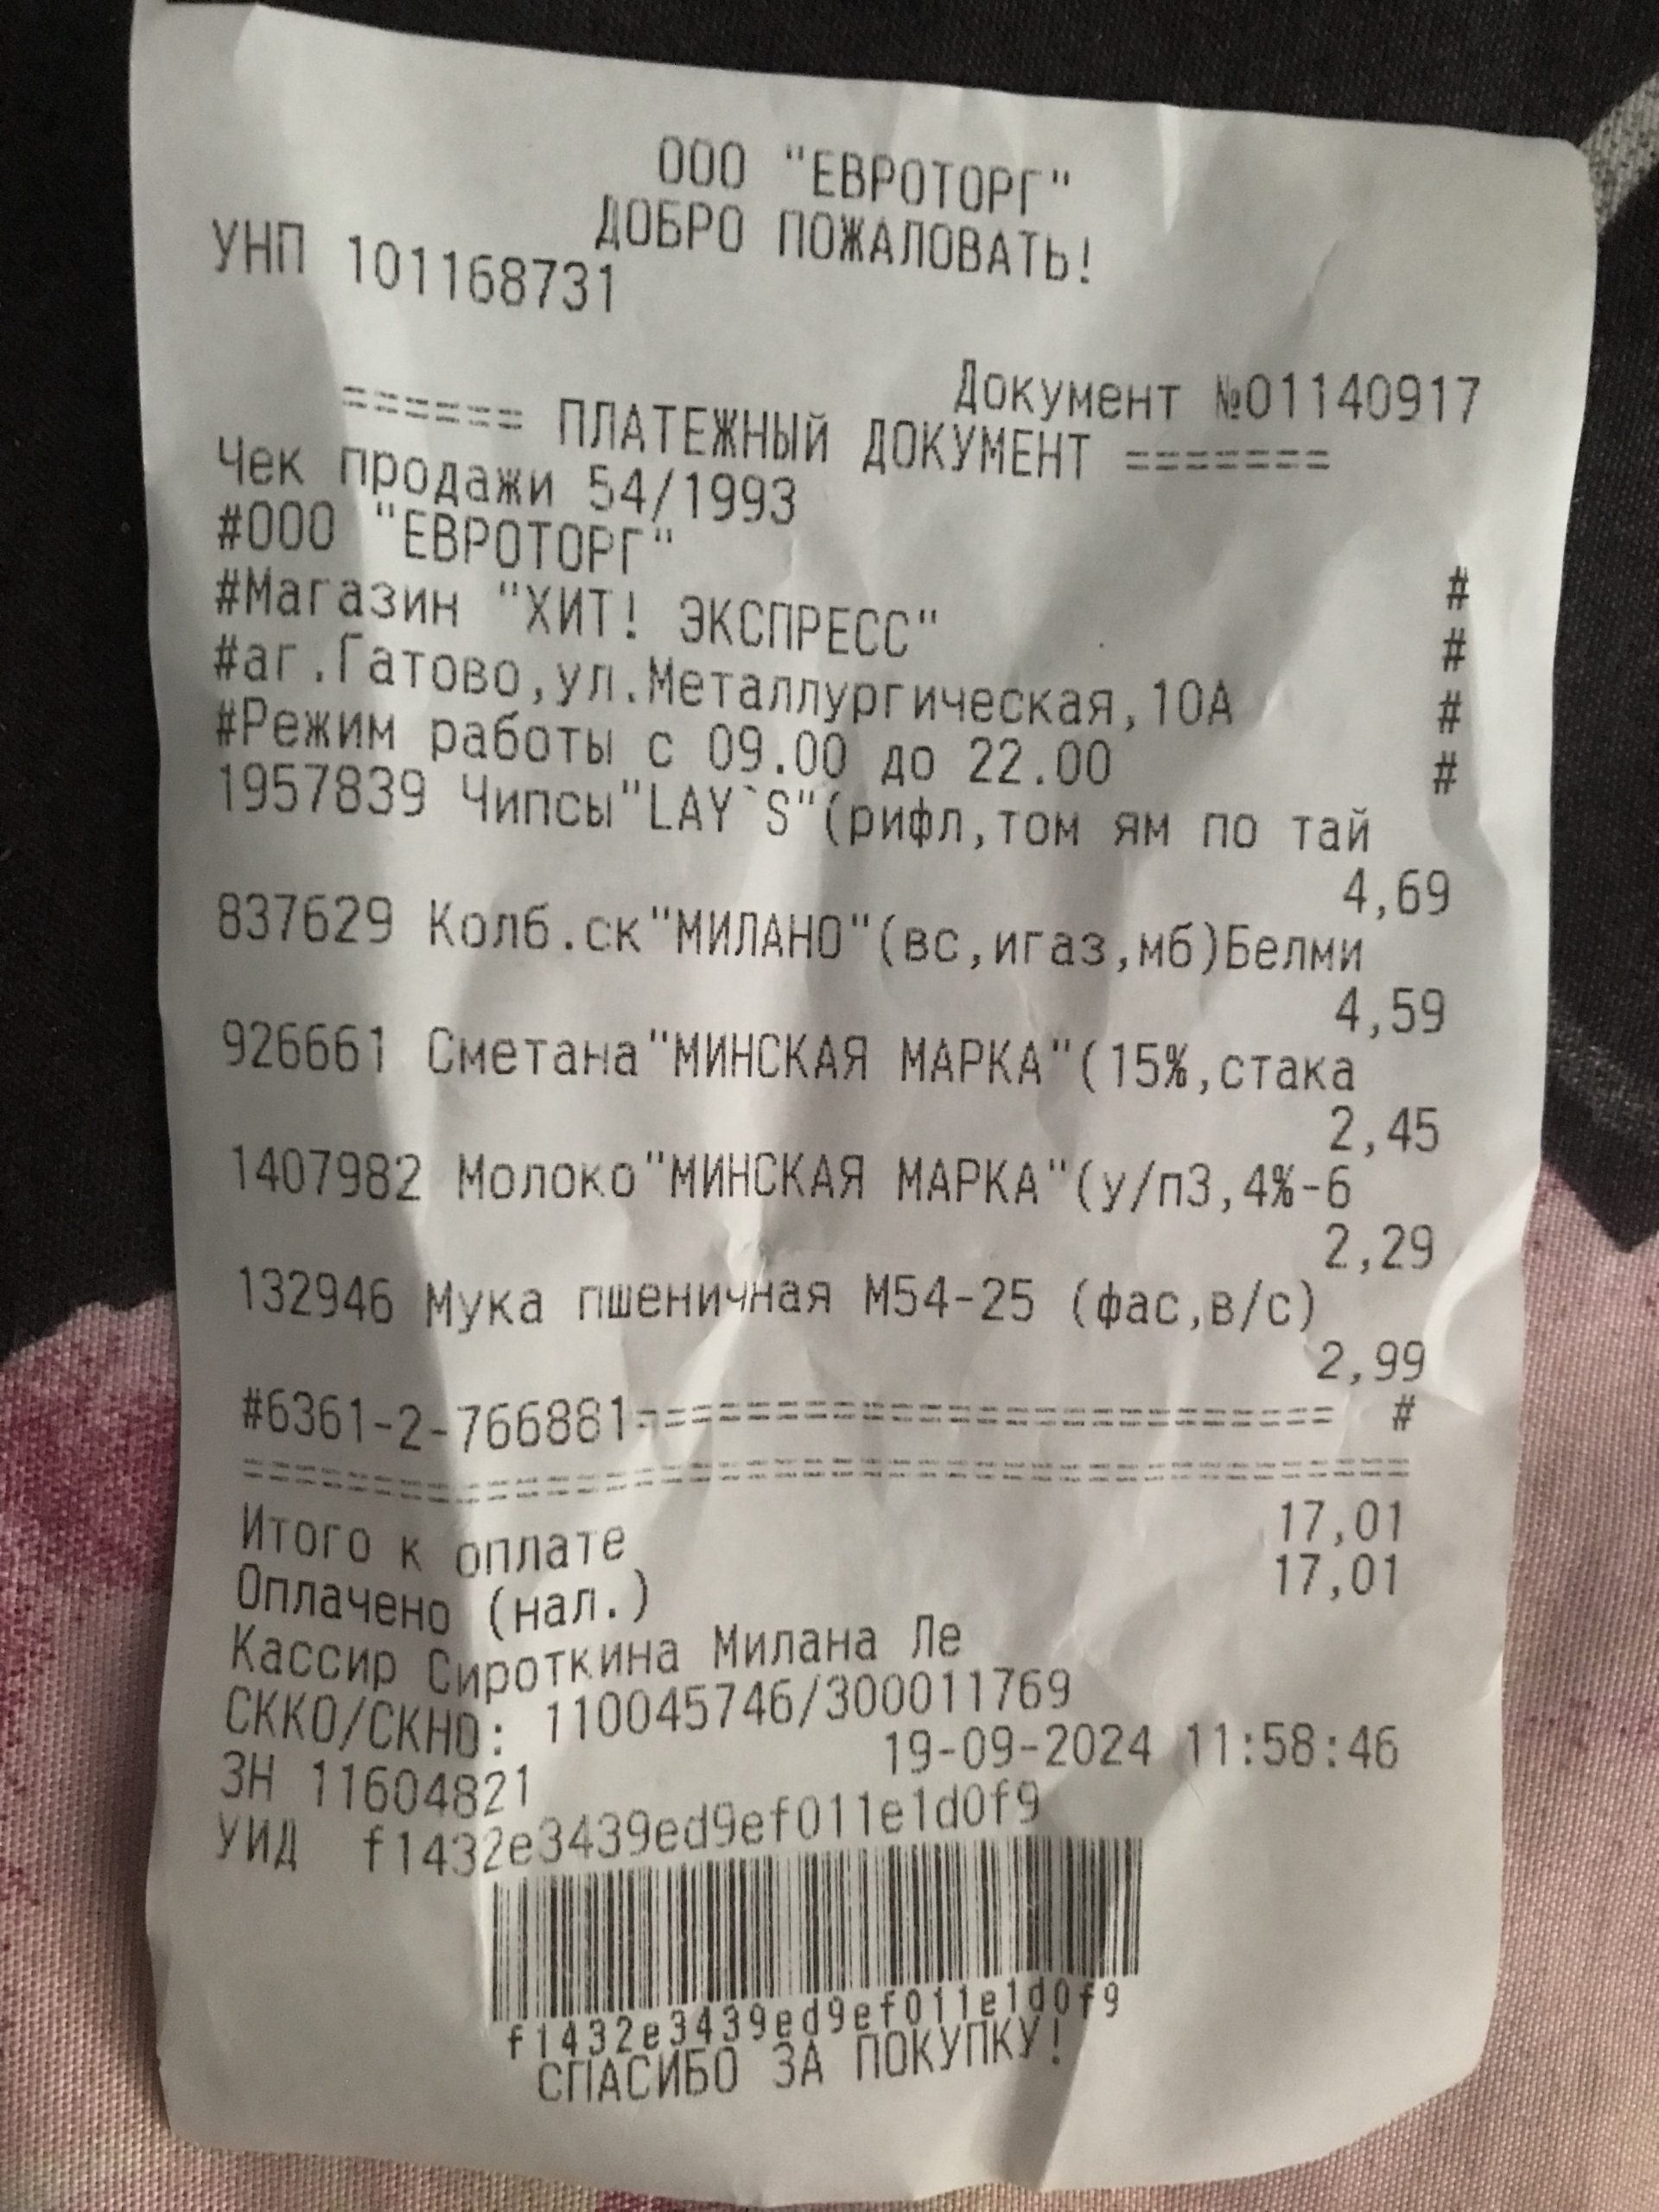 ООО "ЕВРОТОРГ"
ДОБРО ПОЖАЛОВАТЬ!
УНП 101168731
Документ №01140917
====== ПЛАТЕЖНЫЙ ДОКУМЕНТ =======
Чек продажи 54/1993
#ООО "ЕВРОТОРГ" #
#Магазин "ХИТ! ЭКСПРЕСС" #
#аг.Гатово,ул.Металлургическая,10А #
#Режим работы с 09.00 до 22.00 #
1957839 Чипсы"LAY`S"(рифл,том ям по тай
4,69
837629 Колб.ск"МИЛАНО"(вс,игаз,мб)Белми
4,59
926661 Сметана"МИНСКАЯ МАРКА"(15%,стака
2,45
1407982 Молоко"МИНСКАЯ МАРКА"(у/п3,4%-6
2,29
132946 Мука пшеничная М54-25 (фас,в/с)
2,99
#6361-2-766881======================== #
========================================
Итого к оплате 17,01
Оплачено (нал.) 17,01
Кассир Сироткина Милана Ле
СККО/СКНО: 110045746/300011769
ЗН 11604821 19-09-2024 11:58:46
УИД f1432e3439ed9ef011e1d0f9
f1432e3439ed9ef011e1d0f9
СПАСИБО ЗА ПОКУПКУ!